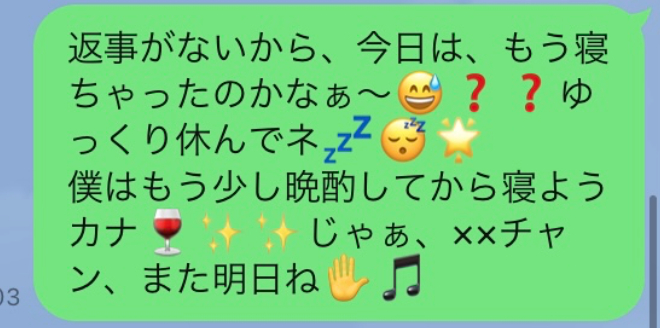 返事がないから、今日は、もう寝
ちゃったのかなぁ〜😅❓❓ゆ
っくり休んでネ💤😴🌟
僕はもう少し晩酌してから寝よう
カナ🍷✨✨じゃぁ、××チャ
ン、また明日ね✋🎵
03